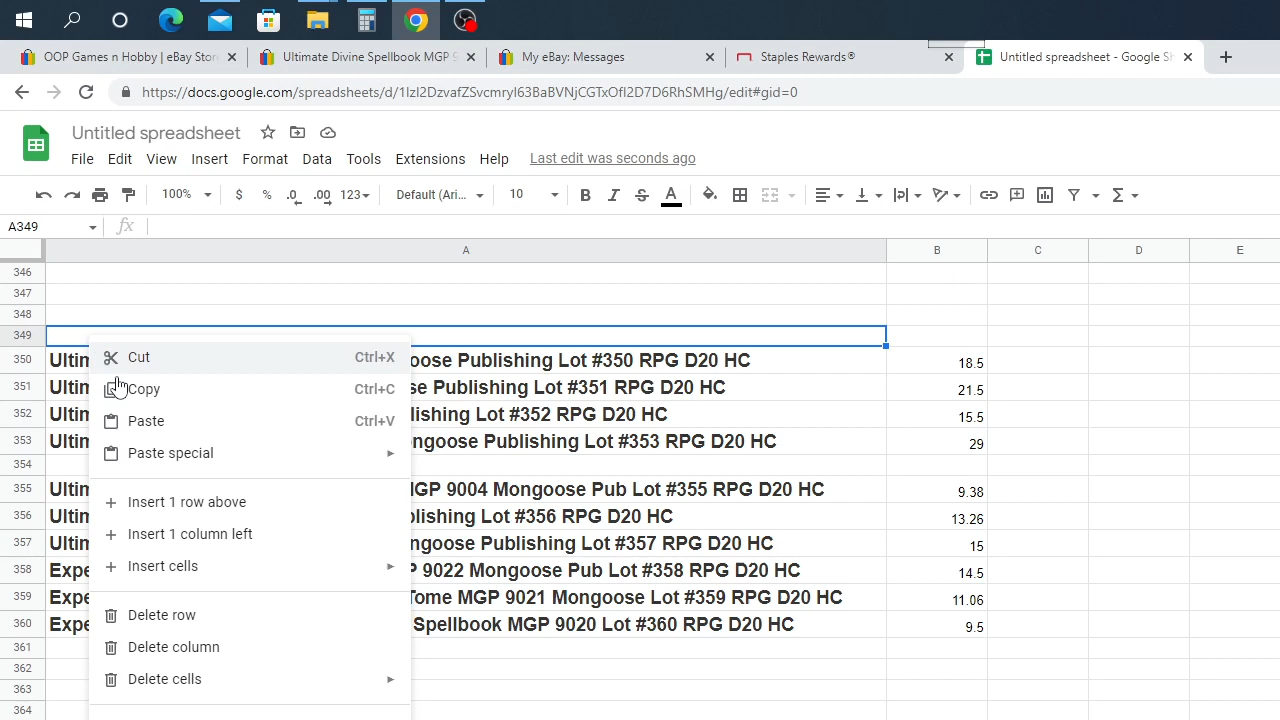 OOP Games n Hobby | eBay Stor
Ultimate Divine Spellbook MGP 9
My eBay: Messages
Staples Rewards®
Untitled spreadsheet - Google Sh
https://docs.google.com/spreadsheets/d/1IzI2DzvafZSvcmryI63BaBVNjCGTxOfI2D7D6RhSMHg/edit#gid=0
Untitled spreadsheet
File Edit View Insert Format Data Tools Extensions Help Last edit was seconds ago
100% $ % .0 .00 123 Default (Ari... 10 B I S A Σ
A349 fx
A B C D E
346
347
348
349
350 Ultim oose Publishing Lot #350 RPG D20 HC 18.5
351 Ultim se Publishing Lot #351 RPG D20 HC 21.5
352 Ultim lishing Lot #352 RPG D20 HC 15.5
353 Ultim ngoose Publishing Lot #353 RPG D20 HC 29
354
355 Ultim MGP 9004 Mongoose Pub Lot #355 RPG D20 HC 9.38
356 Ultim blishing Lot #356 RPG D20 HC 13.26
357 Ultim ngoose Publishing Lot #357 RPG D20 HC 15
358 Expe P 9022 Mongoose Pub Lot #358 RPG D20 HC 14.5
359 Expe Tome MGP 9021 Mongoose Lot #359 RPG D20 HC 11.06
360 Expe Spellbook MGP 9020 Lot #360 RPG D20 HC 9.5
361
362
363
364
Cut Ctrl+X
Copy Ctrl+C
Paste Ctrl+V
Paste special
Insert 1 row above
Insert 1 column left
Insert cells
Delete row
Delete column
Delete cells